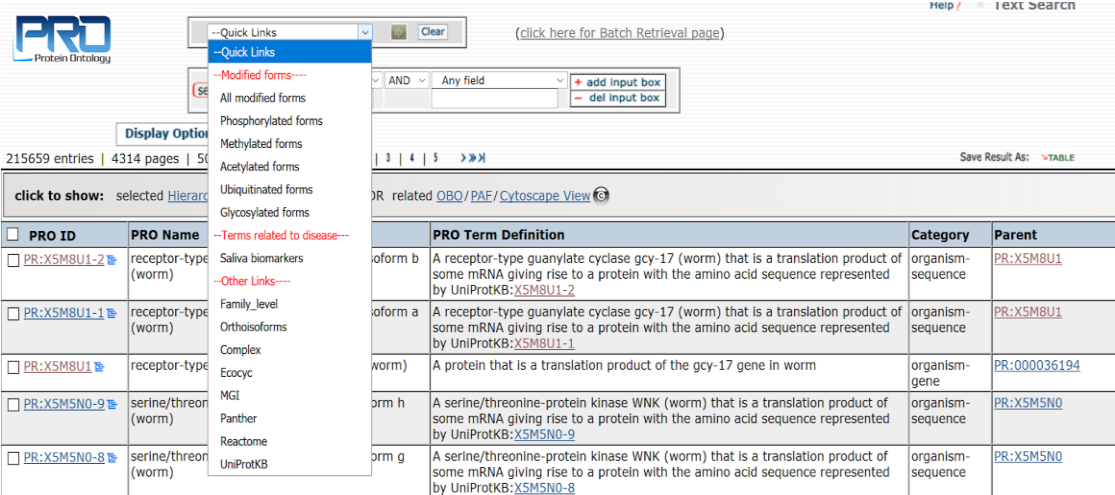 Help? Text Search
PRO
Protein Ontology
--Quick Links Clear (click here for Batch Retrieval page)
--Quick Links
--Modified forms----
All modified forms
Phosphorylated forms
Methylated forms
Acetylated forms
Ubiquitinated forms
Glycosylated forms
--Terms related to disease---
Saliva biomarkers
--Other Links----
Family_level
Orthoisoforms
Complex
Ecocyc
MGI
Panther
Reactome
UniProtKB
AND Any field + add input box
− del input box
Display Optio
215659 entries | 4314 pages | 50 | 3 | 4 | 5 Save Result As: TABLE
click to show: selected Hierarc OR related OBO/PAF/Cytoscape View
PRO ID PRO Name PRO Term Definition Category Parent
PR:X5M8U1-2 receptor-type isoform b A receptor-type guanylate cyclase gcy-17 (worm) that is a translation product of organism- PR:X5M8U1
(worm) some mRNA giving rise to a protein with the amino acid sequence represented sequence
by UniProtKB:X5M8U1-2
PR:X5M8U1-1 receptor-type isoform a A receptor-type guanylate cyclase gcy-17 (worm) that is a translation product of organism- PR:X5M8U1
(worm) some mRNA giving rise to a protein with the amino acid sequence represented sequence
by UniProtKB:X5M8U1-1
PR:X5M8U1 receptor-type worm) A protein that is a translation product of the gcy-17 gene in worm organism- PR:000036194
gene
PR:X5M5N0-9 serine/threon orm h A serine/threonine-protein kinase WNK (worm) that is a translation product of organism- PR:X5M5N0
(worm) some mRNA giving rise to a protein with the amino acid sequence represented sequence
by UniProtKB:X5M5N0-9
PR:X5M5N0-8 serine/threon orm g A serine/threonine-protein kinase WNK (worm) that is a translation product of organism- PR:X5M5N0
(worm) some mRNA giving rise to a protein with the amino acid sequence represented sequence
by UniProtKB:X5M5N0-8